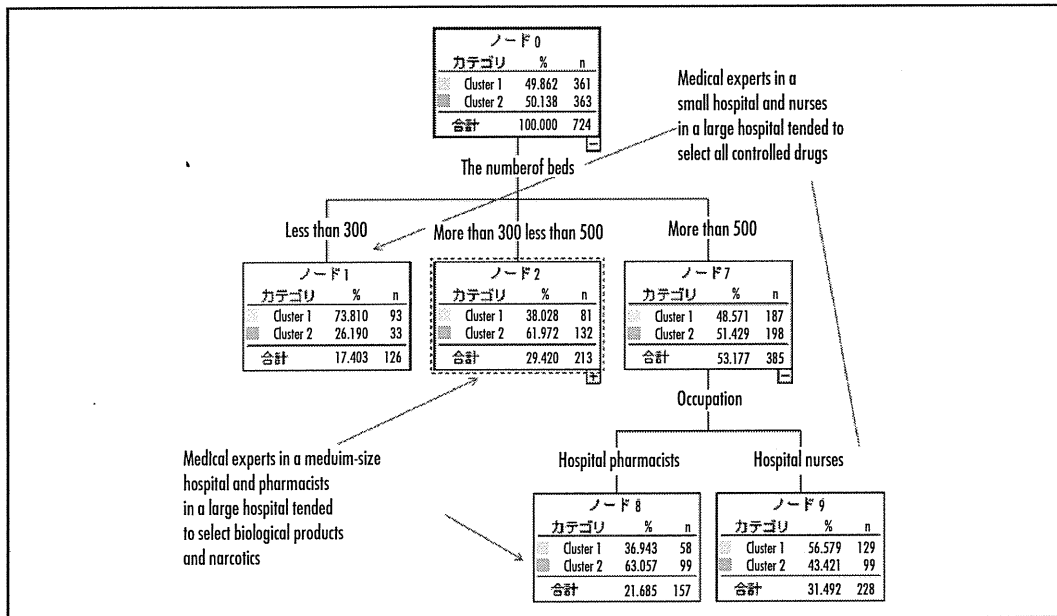 ノード 0
カテゴリ % n
Cluster 1 49.862 361
Cluster 2 50.138 363
合計 100.000 724
Medical experts in a
small hospital and nurses
in a large hospital tended to
select all controlled drugs
The numberof beds
Less than 300
More than 300 less than 500
More than 500
ノード 1
カテゴリ % n
Cluster 1 73.810 93
Cluster 2 26.190 33
合計 17.403 126
ノード 2
カテゴリ % n
Cluster 1 38.028 81
Cluster 2 61.972 132
合計 29.420 213
ノード 7
カテゴリ % n
Cluster 1 48.571 187
Cluster 2 51.429 198
合計 53.177 385
Occupation
Medical experts in a meduim-size
hospital and pharmacists
in a large hospital tended
to select biological products
and narcotics
Hospital pharmacists
Hospital nurses
ノード 8
カテゴリ % n
Cluster 1 36.943 58
Cluster 2 63.057 99
合計 21.685 157
ノード 9
カテゴリ % n
Cluster 1 56.579 129
Cluster 2 43.421 99
合計 31.492 228